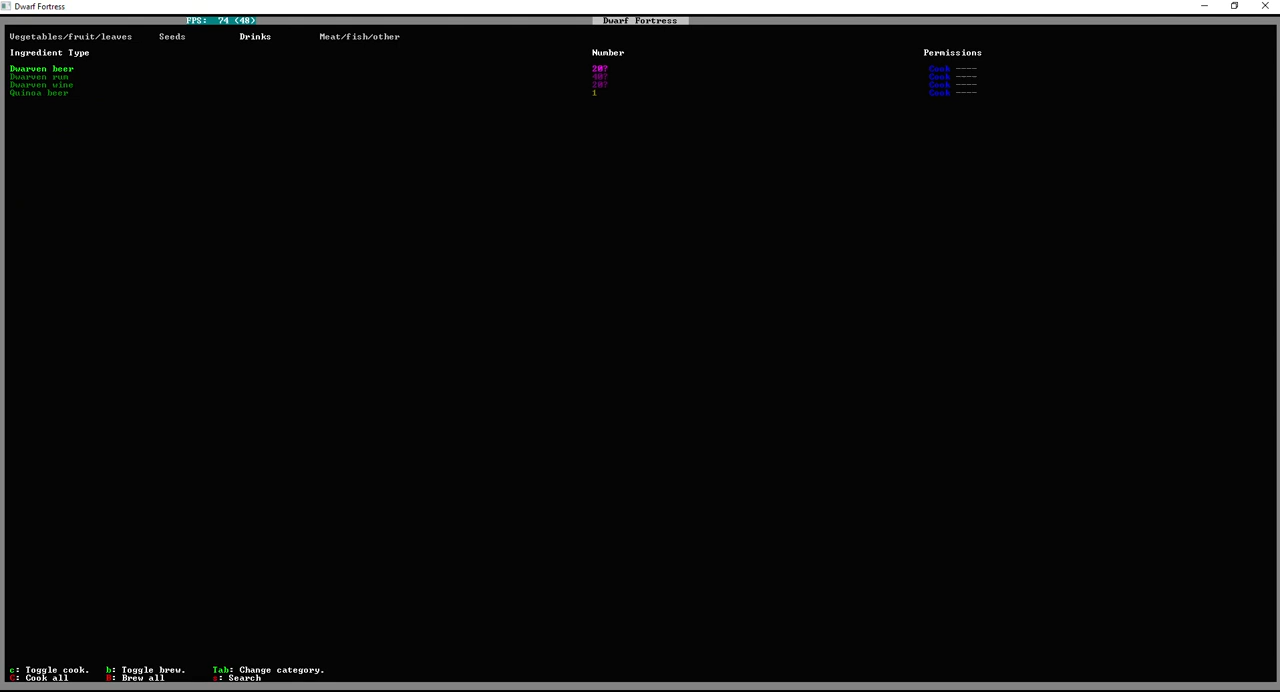 Dwarf Fortress
FPS: 74 (48) Dwarf Fortress
Vegetables/fruit/leaves Seeds Drinks Meat/fish/other
Ingredient Type Number Permissions
Dwarven beer 20? Cook ----
Dwarven rum 40? Cook ----
Dwarven wine 20? Cook ----
Quinoa beer 1 Cook ----
c: Toggle cook. b: Toggle brew. Tab: Change category.
C: Cook all B: Brew all s: Search